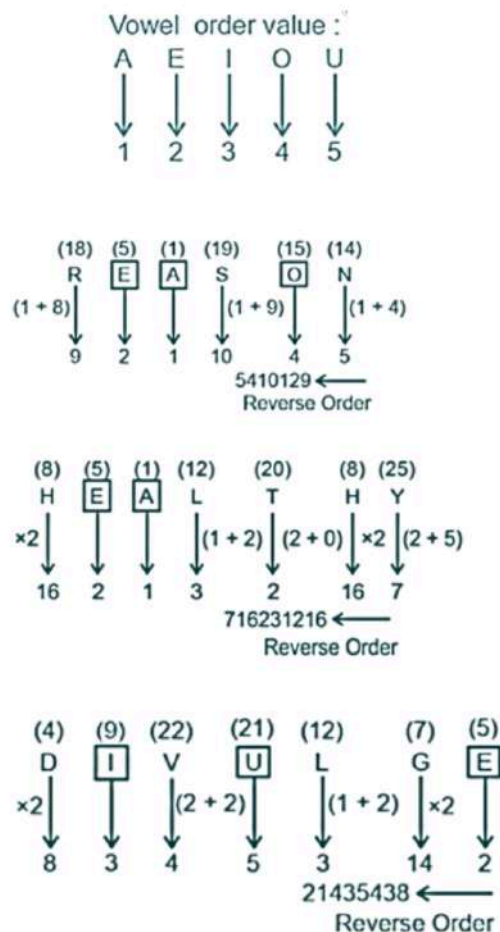 Vowel order value :
A E I O U
1 2 3 4 5
(18) (5) (1) (19) (15) (14)
R E A S O N
(1 + 8) (1 + 9) (1 + 4)
9 2 1 10 4 5
5410129
Reverse Order
(8) (5) (1) (12) (20) (8) (25)
H E A L T H Y
×2 (1 + 2) (2 + 0) ×2 (2 + 5)
16 2 1 3 2 16 7
716231216
Reverse Order
(4) (9) (22) (21) (12) (7) (5)
D I V U L G E
×2 (2 + 2) (1 + 2) ×2
8 3 4 5 3 14 2
21435438
Reverse Order